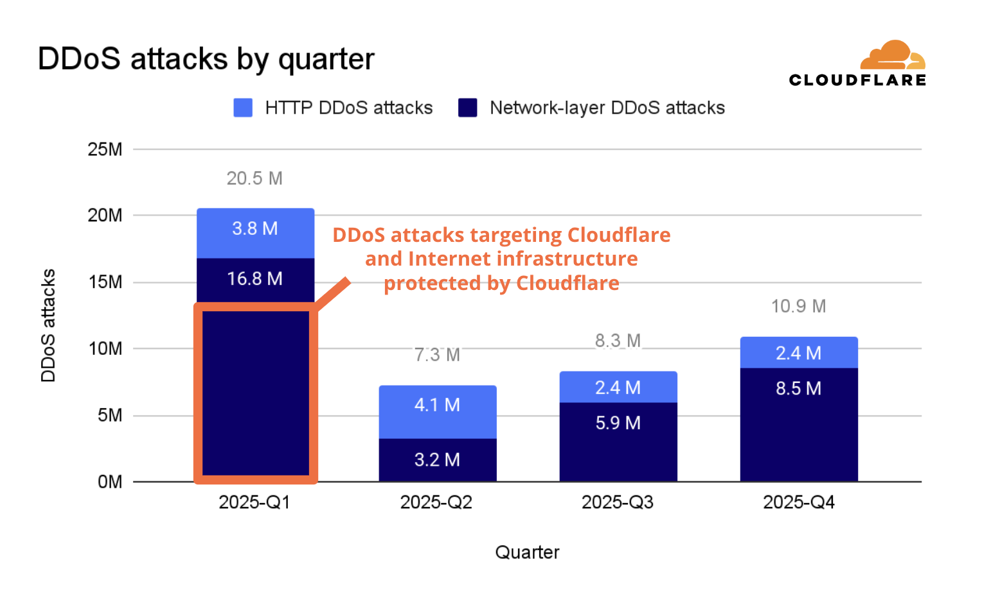 DDoS attacks by quarter
CLOUDFLARE
HTTP DDoS attacks
Network-layer DDoS attacks
25M
20M
15M
10M
5M
0M
DDoS attacks
20.5 M
3.8 M
16.8 M
DDoS attacks targeting Cloudflare
and Internet infrastructure
protected by Cloudflare
7.3 M
4.1 M
3.2 M
8.3 M
2.4 M
5.9 M
10.9 M
2.4 M
8.5 M
2025-Q1
2025-Q2
2025-Q3
2025-Q4
Quarter